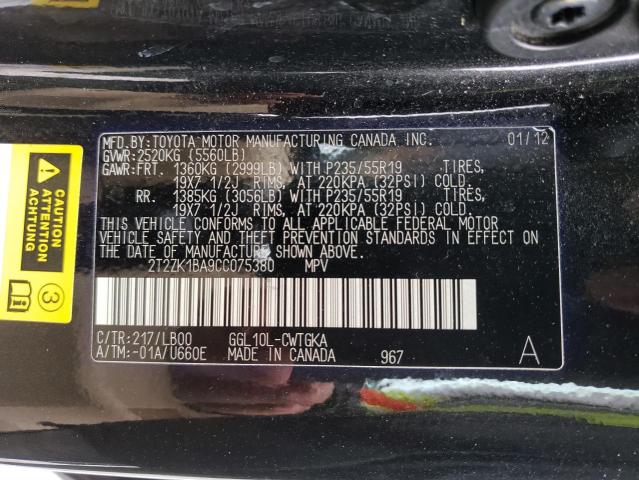 MFD.BY:TOYOTA MOTOR MANUFACTURING CANADA INC. 01/12
GVWR:2520KG (5560LB)
GAWR:FRT. 1360KG (2999LB) WITH P235/55R19 TIRES,
19X7 1/2J RIMS, AT 220KPA (32PSI) COLD.
RR. 1385KG (3056LB) WITH P235/55R19 TIRES,
19X7 1/2J RIMS, AT 220KPA (32PSI) COLD.
THIS VEHICLE CONFORMS TO ALL APPLICABLE FEDERAL MOTOR
VEHICLE SAFETY AND THEFT PREVENTION STANDARDS IN EFFECT ON
THE DATE OF MANUFACTURE SHOWN ABOVE.
2T2ZK1BA9CC075380 MPV
C/TR:217/LB00 GGL10L-CWTGKA
A/TM:-01A/U660E MADE IN CANADA 967 A
CAUTION
ACHTUNG
3